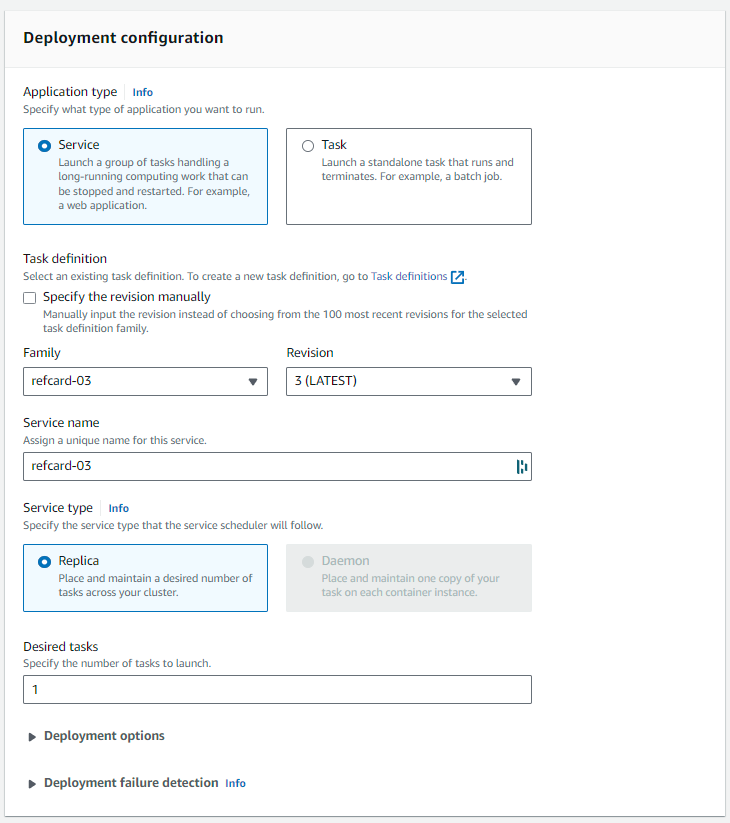 Deployment configuration
Application type Info
Specify what type of application you want to run.
Service
Launch a group of tasks handling a
long-running computing work that can
be stopped and restarted. For example,
a web application.
Task
Launch a standalone task that runs and
terminates. For example, a batch job.
Task definition
Select an existing task definition. To create a new task definition, go to Task definitions.
Specify the revision manually
Manually input the revision instead of choosing from the 100 most recent revisions for the selected
task definition family.
Family
refcard-03
Revision
3 (LATEST)
Service name
Assign a unique name for this service.
refcard-03
Service type Info
Specify the service type that the service scheduler will follow.
Replica
Place and maintain a desired number of
tasks across your cluster.
Daemon
Place and maintain one copy of your
task on each container instance.
Desired tasks
Specify the number of tasks to launch.
1
Deployment options
Deployment failure detection Info